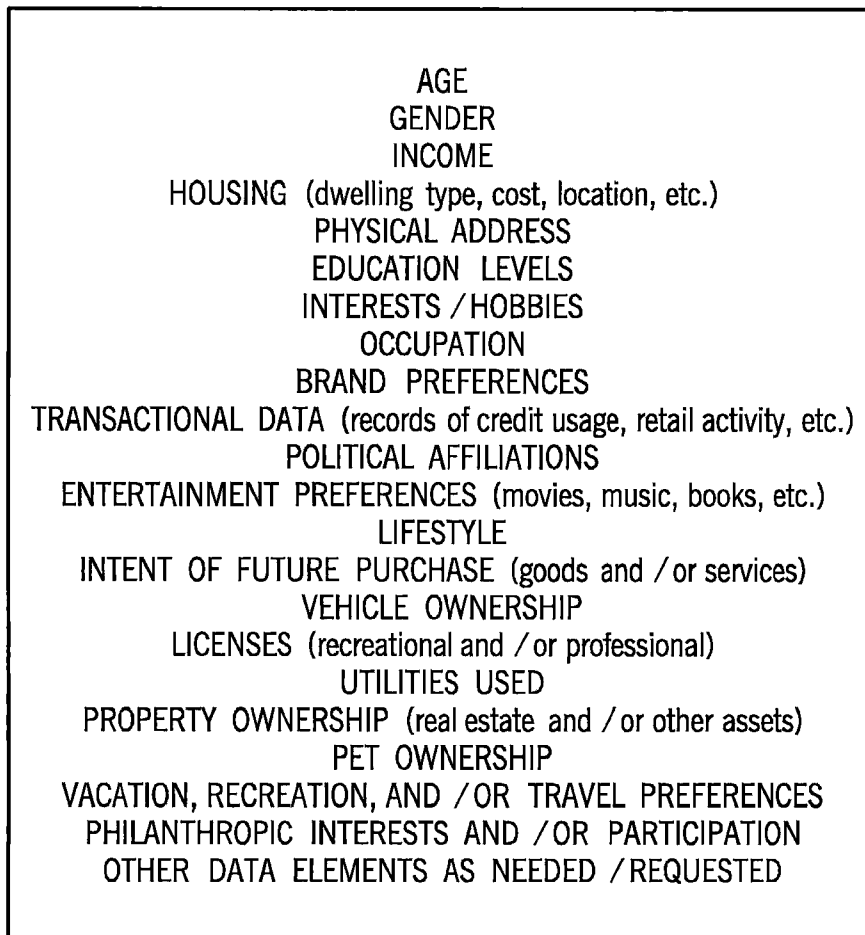 AGE
GENDER
INCOME
HOUSING (dwelling type, cost, location, etc.)
PHYSICAL ADDRESS
EDUCATION LEVELS
INTERESTS / HOBBIES
OCCUPATION
BRAND PREFERENCES
TRANSACTIONAL DATA (records of credit usage, retail activity, etc.)
POLITICAL AFFILIATIONS
ENTERTAINMENT PREFERENCES (movies, music, books, etc.)
LIFESTYLE
INTENT OF FUTURE PURCHASE (goods and / or services)
VEHICLE OWNERSHIP
LICENSES (recreational and / or professional)
UTILITIES USED
PROPERTY OWNERSHIP (real estate and / or other assets)
PET OWNERSHIP
VACATION, RECREATION, AND / OR TRAVEL PREFERENCES
PHILANTHROPIC INTERESTS AND / OR PARTICIPATION
OTHER DATA ELEMENTS AS NEEDED / REQUESTED